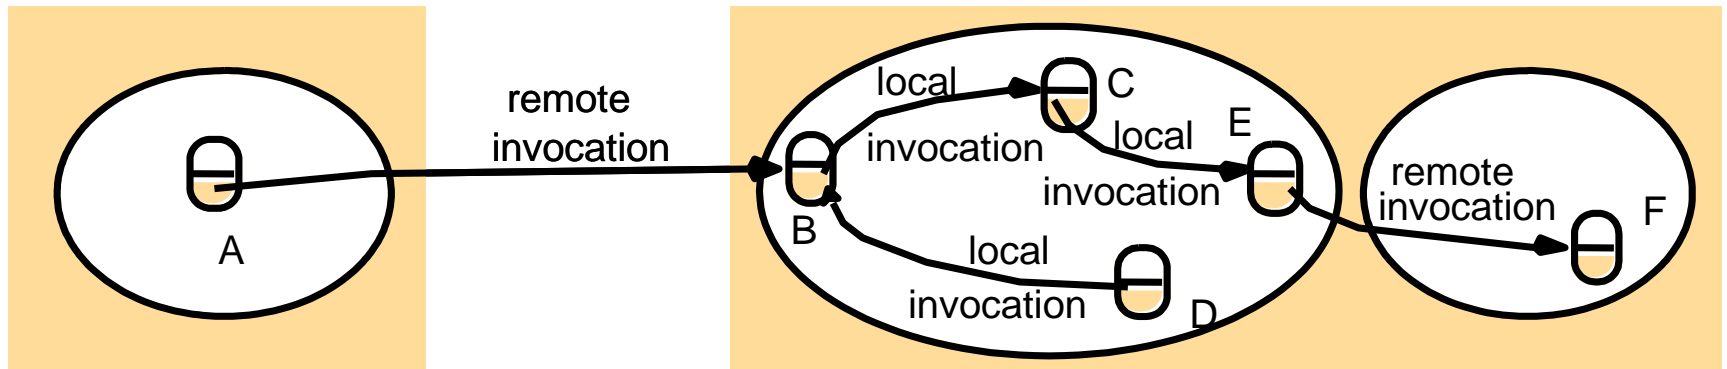 remote
invocation
A
B
local
invocation
C
local
invocation
E
local
invocation
D
remote
invocation
F